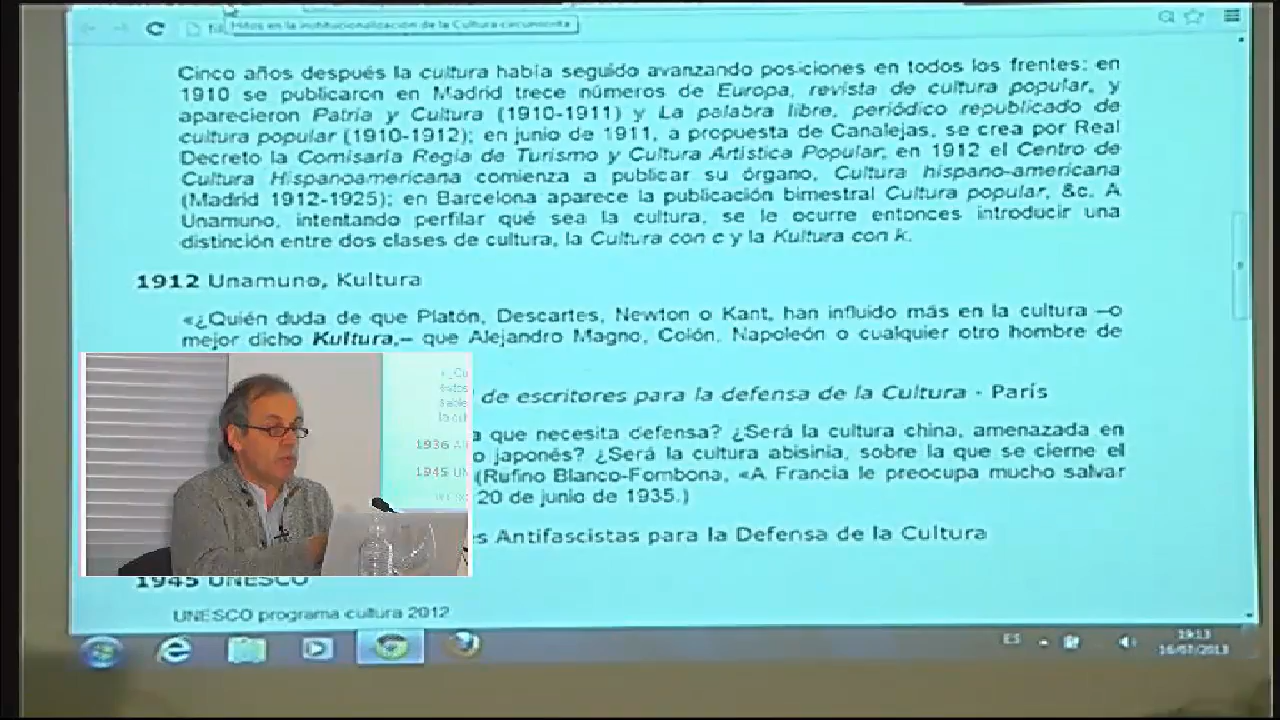 Hitos en la institucionalización de la Cultura circunscrita
Cinco años después la cultura había seguido avanzando posiciones en todos los frentes: en
1910 se publicaron en Madrid trece números de Europa, revista de cultura popular, y
aparecieron Patria y Cultura (1910-1911) y La palabra libre, periódico republicado de
cultura popular (1910-1912); en junio de 1911, a propuesta de Canalejas, se crea por Real
Decreto la Comisaría Regia de Turismo y Cultura Artística Popular; en 1912 el Centro de
Cultura Hispanoamericana comienza a publicar su órgano, Cultura hispano-americana
(Madrid 1912-1925); en Barcelona aparece la publicación bimestral Cultura popular, &c. A
Unamuno, intentando perfilar qué sea la cultura, se le ocurre entonces introducir una
distinción entre dos clases de cultura, la Cultura con c y la Kultura con k.
1912 Unamuno, Kultura
«¿Quién duda de que Platón, Descartes, Newton o Kant, han influido más en la cultura –o
mejor dicho Kultura,– que Alejandro Magno, Colón, Napoleón o cualquier otro hombre de
de escritores para la defensa de la Cultura - París
a que necesita defensa? ¿Será la cultura china, amenazada en
o japonés? ¿Será la cultura abisinia, sobre la que se cierne el
(Rufino Blanco-Fombona, «A Francia le preocupa mucho salvar
20 de junio de 1935.)
s Antifascistas para la Defensa de la Cultura
1936
1945 UN
1945 UNESCO
UNESCO programa cultura 2012
ES
19:13
16/07/2013